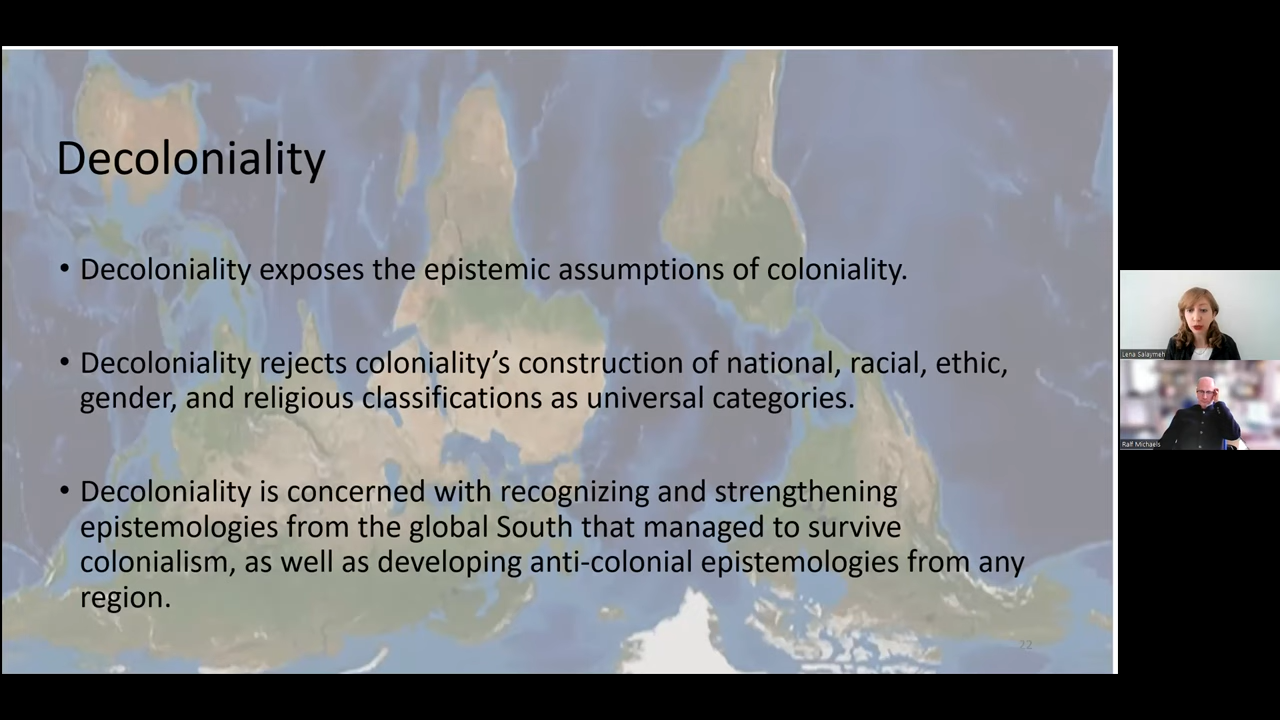 Decoloniality
• Decoloniality exposes the epistemic assumptions of coloniality.
• Decoloniality rejects coloniality’s construction of national, racial, ethic,
gender, and religious classifications as universal categories.
• Decoloniality is concerned with recognizing and strengthening
epistemologies from the global South that managed to survive
colonialism, as well as developing anti-colonial epistemologies from any
region.
22
Lena Salaymeh
Ralf Michaels